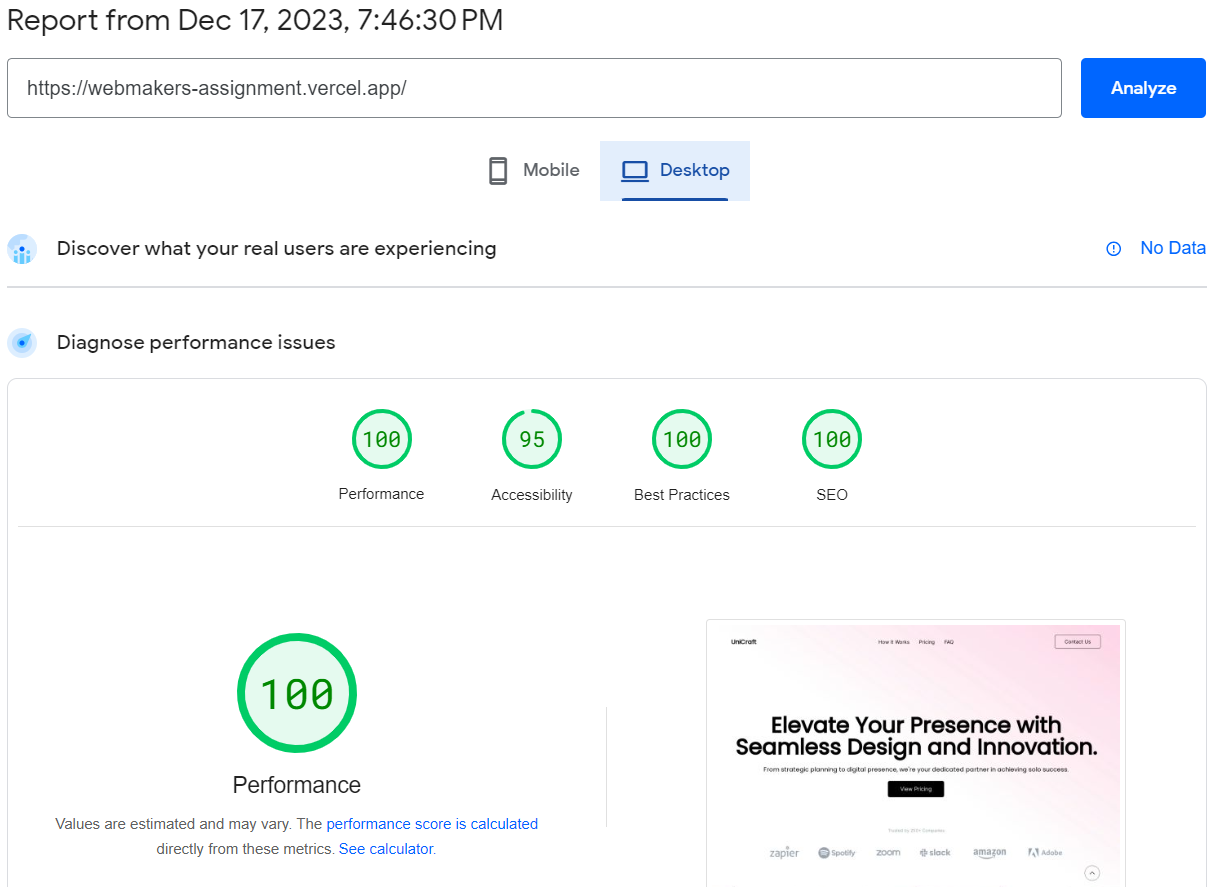 Report from Dec 17, 2023, 7:46:30 PM
https://webmakers-assignment.vercel.app/
Analyze
Mobile
Desktop
Discover what your real users are experiencing
No Data
Diagnose performance issues
100
95
100
100
Performance
Accessibility
Best Practices
SEO
100
Performance
Values are estimated and may vary. The performance score is calculated
directly from these metrics. See calculator.
UniCraft
How It Works
Pricing
FAQ
Contact Us
Elevate Your Presence with
Seamless Design and Innovation.
From strategic planning to digital presence, we're your dedicated partner in achieving solo success.
View Pricing
Trusted by Companies
zapier
Spotify
zoom
slack
amazon
Adobe